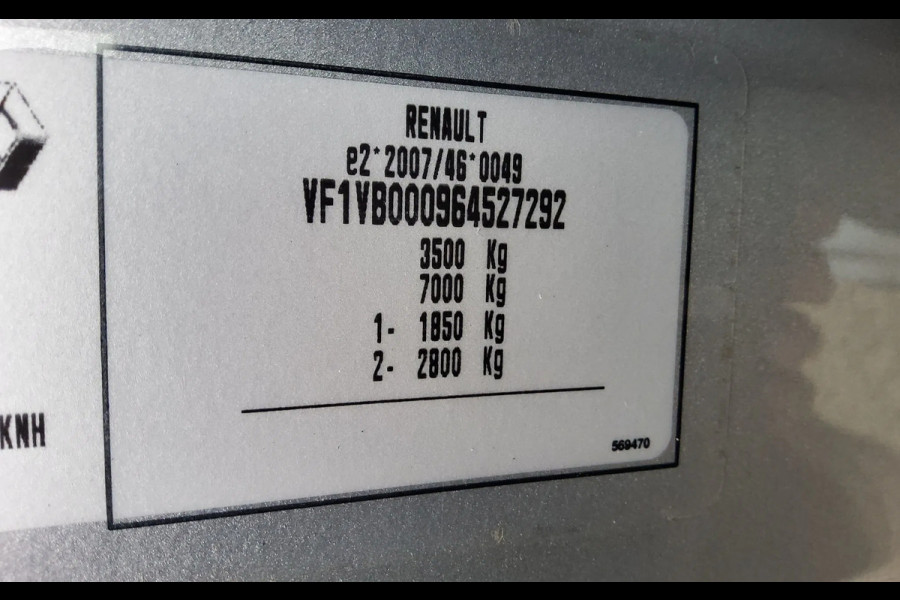 RENAULT
e2*2007/46*0049
VF1VB000964527292
3500 Kg
7000 Kg
1- 1850 Kg
2- 2800 Kg
KNH
569470